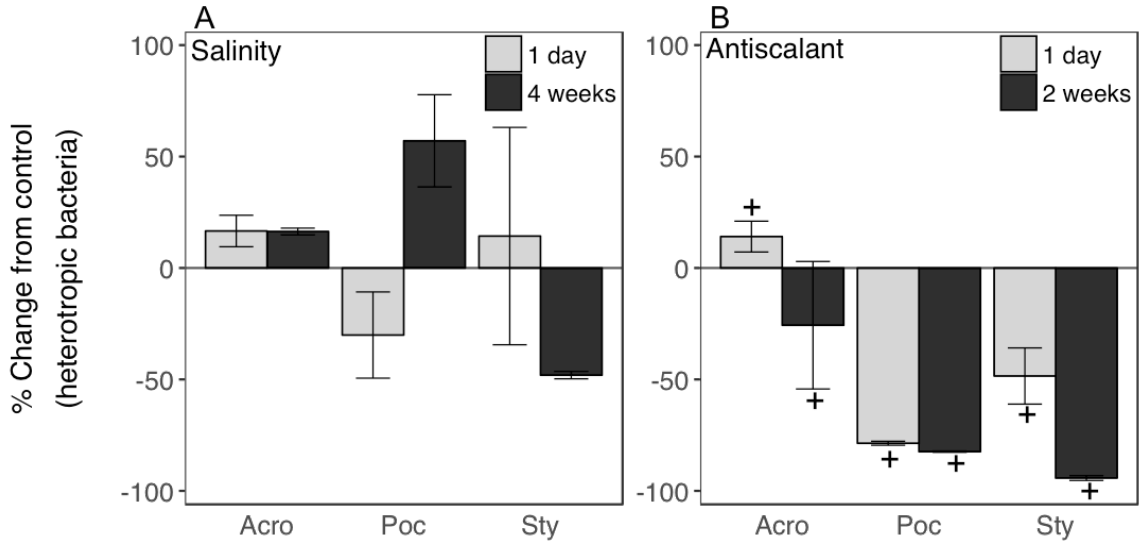 % Change from control
(heterotropic bacteria)
A
Salinity
1 day
4 weeks
100
50
0
-50
-100
Acro Poc Sty
B
Antiscalant
1 day
2 weeks
100
50
0
-50
-100
+
+
+
+
+
+
Acro Poc Sty